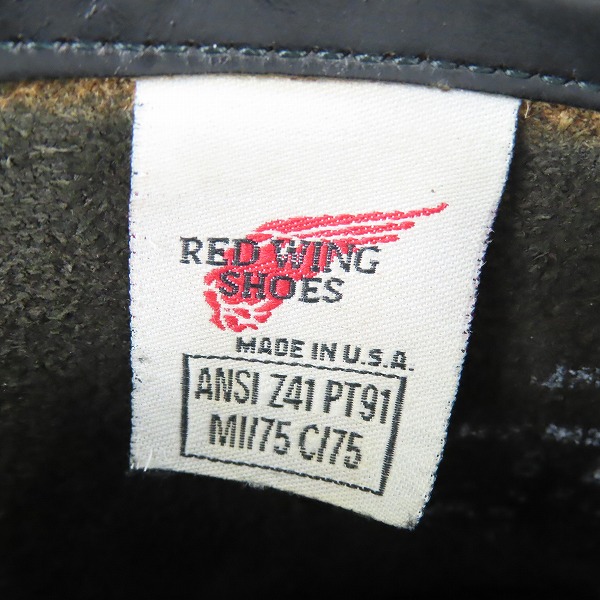 RED WING
SHOES
MADE IN U.S.A.
ANSI Z41 PT91
MI/75 C/75